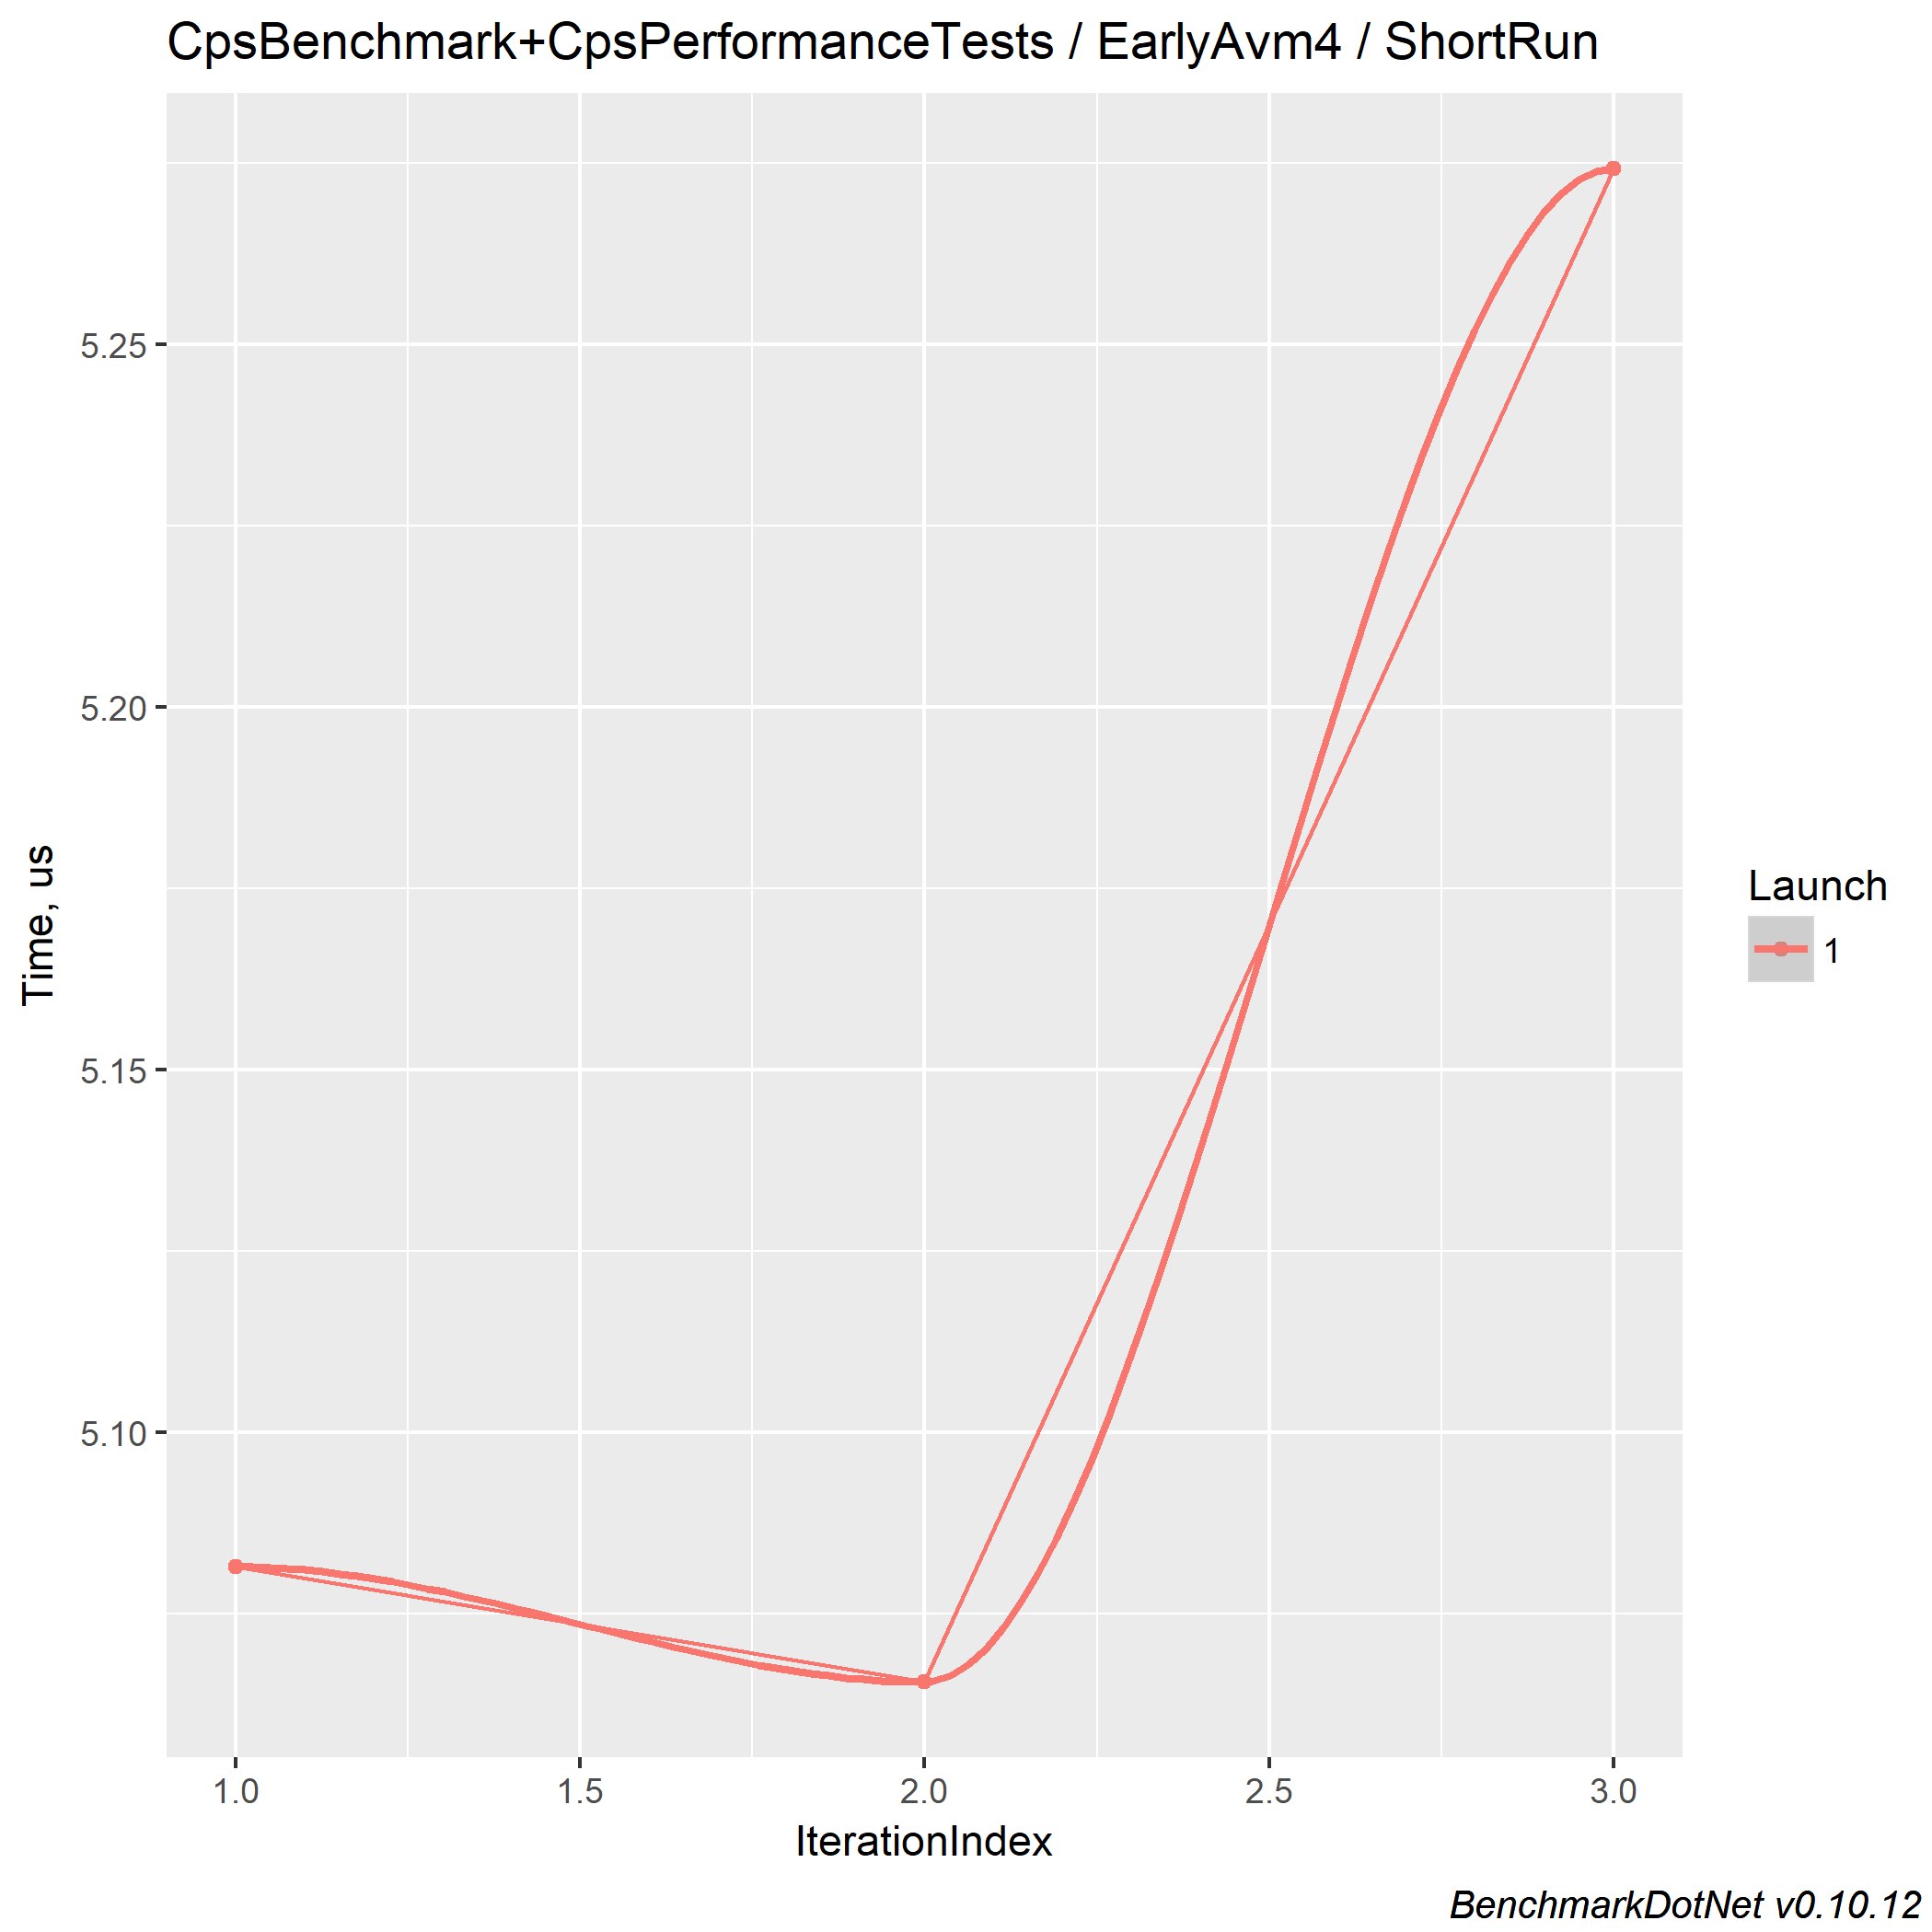 CpsBenchmark+CpsPerformanceTests / EarlyAvm4 / ShortRun
5.25
5.20
5.15
5.10
Time, us
1.0 1.5 2.0 2.5 3.0
IterationIndex
Launch
1
BenchmarkDotNet v0.10.12